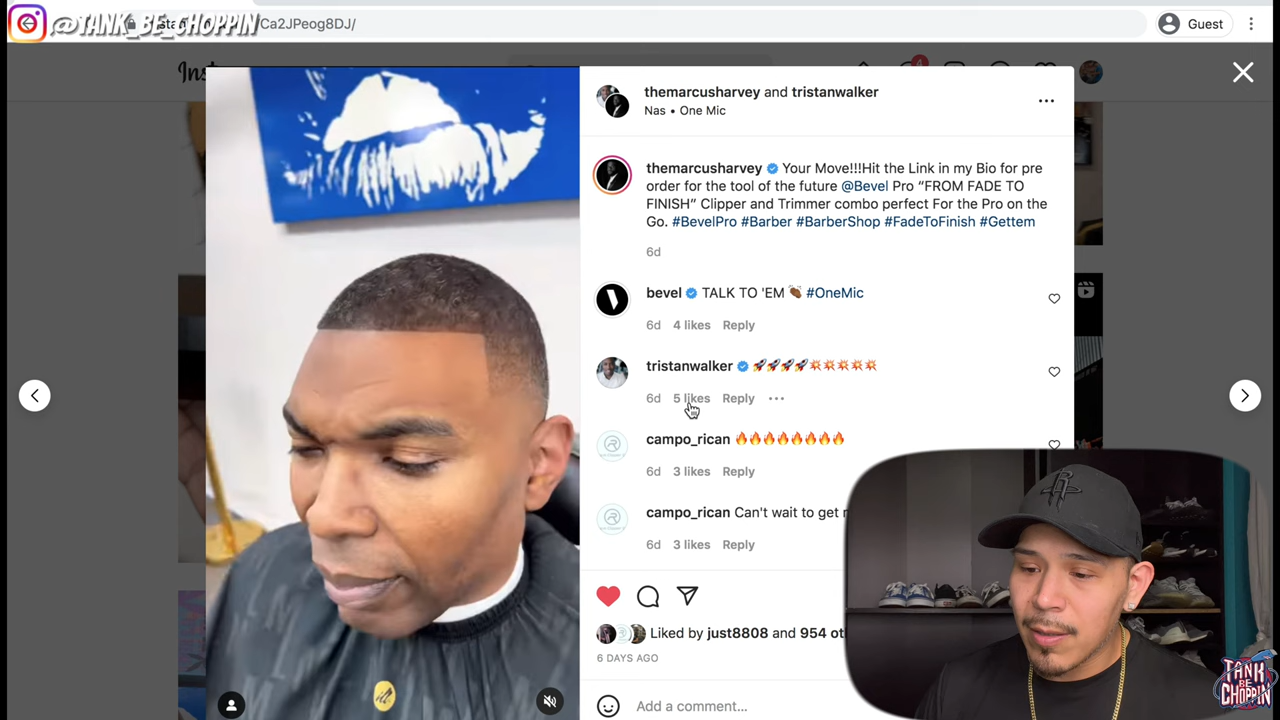 @TANK_BE_CHOPPIN
/Ca2JPeog8DJ/
Guest
themarcusharvey and tristanwalker
Nas • One Mic
themarcusharvey Your Move!!!Hit the Link in my Bio for pre
order for the tool of the future @Bevel Pro “FROM FADE TO
FINISH” Clipper and Trimmer combo perfect For the Pro on the
Go. #BevelPro #Barber #BarberShop #FadeToFinish #Gettem
6d
bevel TALK TO 'EM 👏🏾 #OneMic
6d 4 likes Reply
tristanwalker 🚀🚀🚀🚀💥💥💥💥💥
6d 5 likes Reply
campo_rican 🔥🔥🔥🔥🔥🔥🔥🔥
6d 3 likes Reply
campo_rican Can't wait to get
6d 3 likes Reply
Liked by just8808 and 954
6 DAYS AGO
Add a comment...
TANK
BE
CHOPPIN